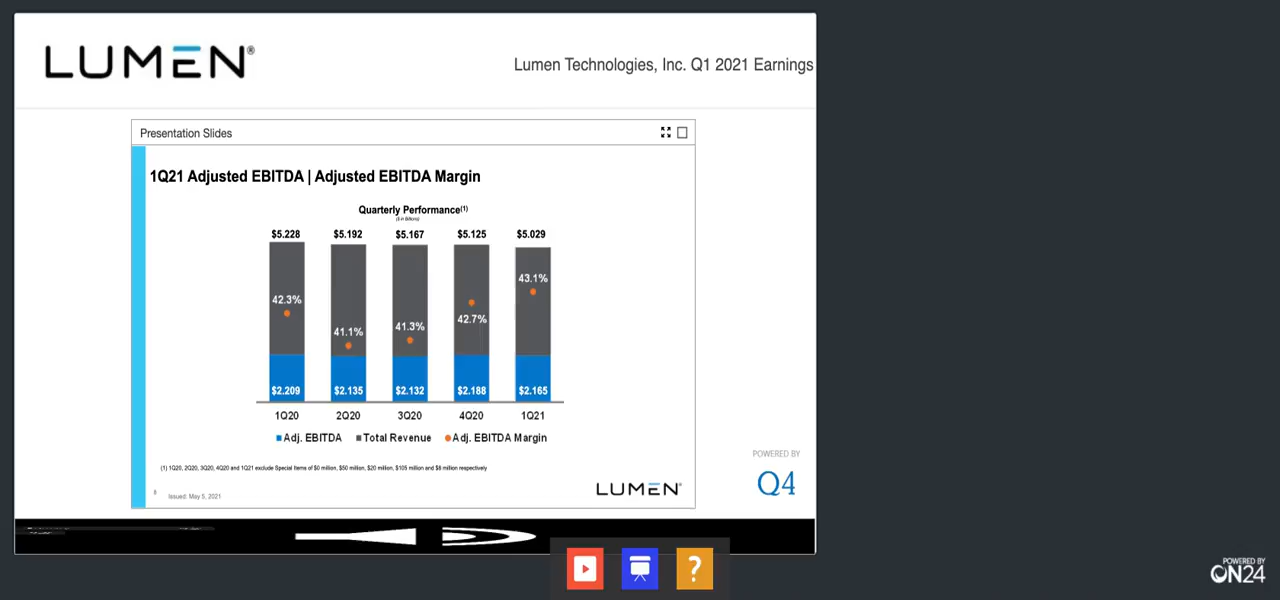 LUMEN®
Lumen Technologies, Inc. Q1 2021 Earnings
Presentation Slides
1Q21 Adjusted EBITDA | Adjusted EBITDA Margin
Quarterly Performance(1)
($ in Billions)
$5.228 $5.192 $5.167 $5.125 $5.029
42.3% 41.1% 41.3% 42.7% 43.1%
$2.209 $2.135 $2.132 $2.188 $2.165
1Q20 2Q20 3Q20 4Q20 1Q21
Adj. EBITDA Total Revenue Adj. EBITDA Margin
(1) 1Q20, 2Q20, 3Q20, 4Q20 and 1Q21 exclude Special Items of $0 million, $50 million, $20 million, $105 million and $8 million respectively
8 Issued: May 5, 2021
LUMEN®
POWERED BY
Q4
?
POWERED BY
ON24